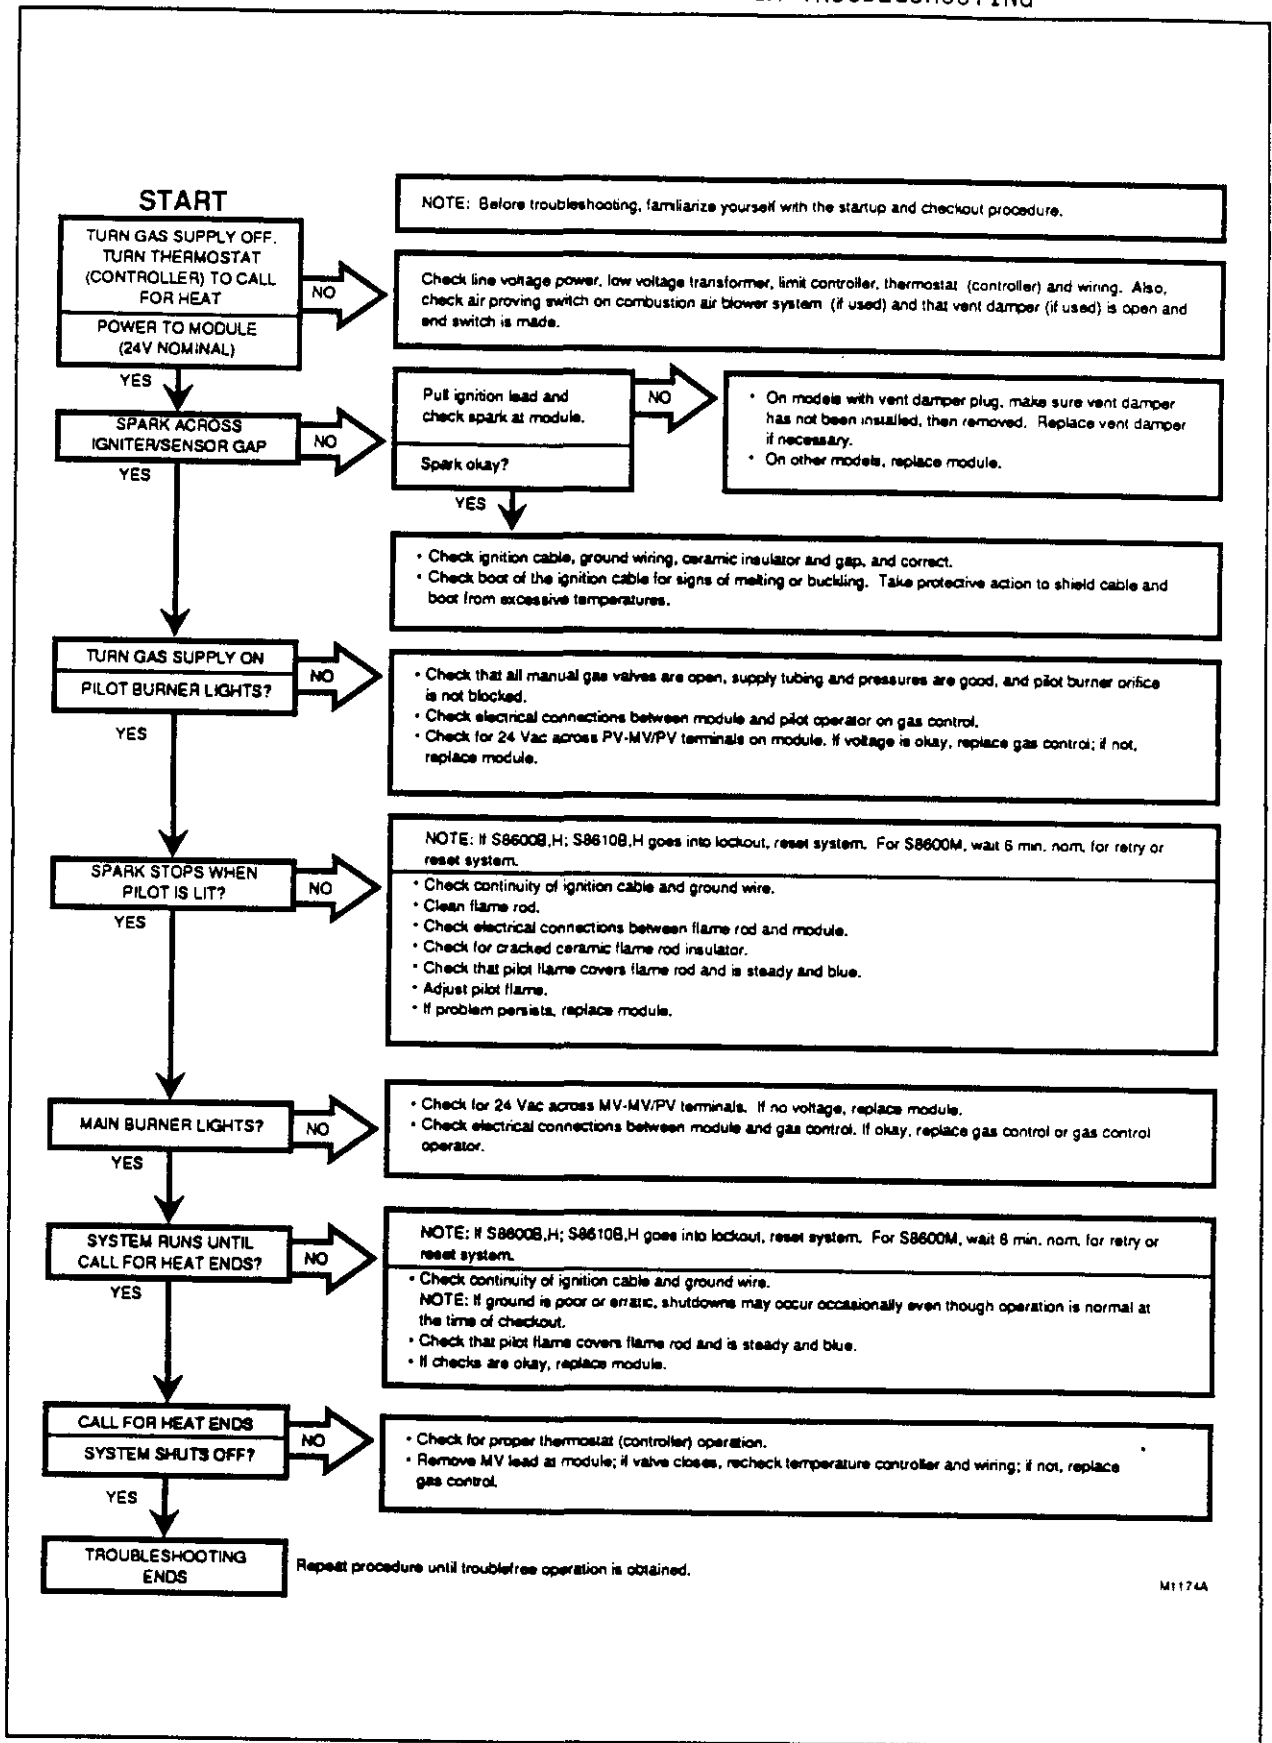 TROUBLESHOOTING
START
NOTE: Before troubleshooting, familiarize yourself with the startup and checkout procedure.
TURN GAS SUPPLY OFF.
TURN THERMOSTAT
(CONTROLLER) TO CALL
FOR HEAT
POWER TO MODULE
(24V NOMINAL)
NO
Check line voltage power, low voltage transformer, limit controller, thermostat (controller) and wiring. Also,
check air proving switch on combustion air blower system (if used) and that vent damper (if used) is open and
end switch is made.
YES
SPARK ACROSS
IGNITER/SENSOR GAP
NO
Pull ignition lead and
check spark at module.
Spark okay?
NO
• On models with vent damper plug, make sure vent damper
has not been installed, then removed. Replace vent damper
if necessary.
• On other models, replace module.
YES
YES
• Check ignition cable, ground wiring, ceramic insulator and gap, and correct.
• Check boot of the ignition cable for signs of melting or buckling. Take protective action to shield cable and
boot from excessive temperatures.
TURN GAS SUPPLY ON
PILOT BURNER LIGHTS?
NO
• Check that all manual gas valves are open, supply tubing and pressures are good, and pilot burner orifice
is not blocked.
• Check electrical connections between module and pilot operator on gas control.
• Check for 24 Vac across PV-MV/PV terminals on module. If voltage is okay, replace gas control; if not,
replace module.
YES
SPARK STOPS WHEN
PILOT IS LIT?
NO
NOTE: If S8600B,H; S8610B,H goes into lockout, reset system. For S8600M, wait 6 min. nom. for retry or
reset system.
• Check continuity of ignition cable and ground wire.
• Clean flame rod.
• Check electrical connections between flame rod and module.
• Check for cracked ceramic flame rod insulator.
• Check that pilot flame covers flame rod and is steady and blue.
• Adjust pilot flame.
• If problem persists, replace module.
YES
MAIN BURNER LIGHTS?
NO
• Check for 24 Vac across MV-MV/PV terminals. If no voltage, replace module.
• Check electrical connections between module and gas control. If okay, replace gas control or gas control
operator.
YES
SYSTEM RUNS UNTIL
CALL FOR HEAT ENDS?
NO
NOTE: If S8600B,H; S8610B,H goes into lockout, reset system. For S8600M, wait 6 min. nom. for retry or
reset system.
• Check continuity of ignition cable and ground wire.
NOTE: If ground is poor or erratic, shutdowns may occur occasionally even though operation is normal at
the time of checkout.
• Check that pilot flame covers flame rod and is steady and blue.
• If checks are okay, replace module.
YES
CALL FOR HEAT ENDS
SYSTEM SHUTS OFF?
NO
• Check for proper thermostat (controller) operation.
• Remove MV lead at module; if valve closes, recheck temperature controller and wiring; if not, replace
gas control.
YES
TROUBLESHOOTING
ENDS
Repeat procedure until troublefree operation is obtained.
M1174A